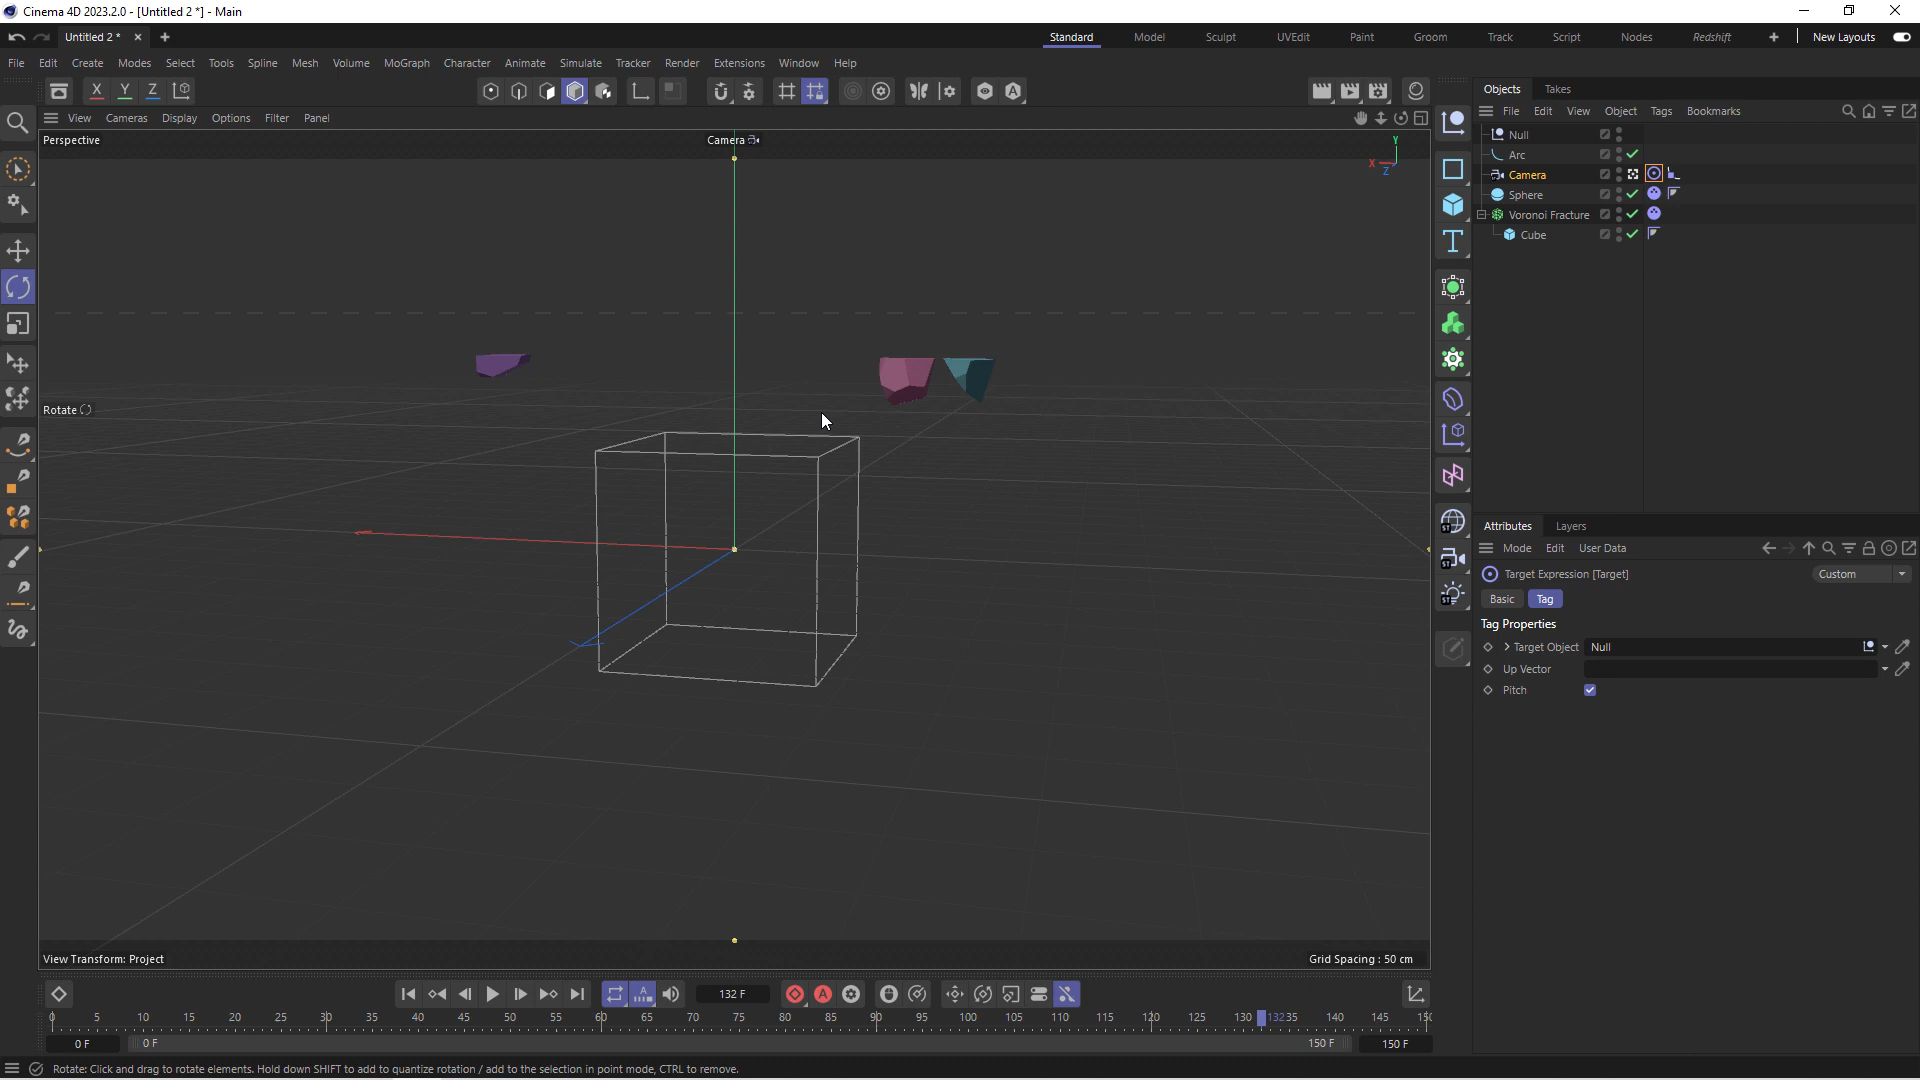 Cinema 4D 2023.2.0 - [Untitled 2 *] - Main
Untitled 2 *
Standard Model Sculpt UVEdit Paint Groom Track Script Nodes Redshift New Layouts
File Edit Create Modes Select Tools Spline Mesh Volume MoGraph Character Animate Simulate Tracker Render Extensions Window Help
X Y Z
Objects Takes
File Edit View Object Tags Bookmarks
View Cameras Display Options Filter Panel
Perspective
Camera
Y
X
Z
Null
Arc
Camera
Sphere
Voronoi Fracture
Cube
Rotate
Attributes Layers
Mode Edit User Data
Target Expression [Target]
Custom
Basic Tag
Tag Properties
Target Object Null
Up Vector
Pitch
View Transform: Project
Grid Spacing : 50 cm
132 F
0 5 10 15 20 25 30 35 40 45 50 55 60 65 70 75 80 85 90 95 100 105 110 115 120 125 130 13235 140 145 150
0 F
0 F
150 F
150 F
Rotate: Click and drag to rotate elements. Hold down SHIFT to add to quantize rotation / add to the selection in point mode, CTRL to remove.